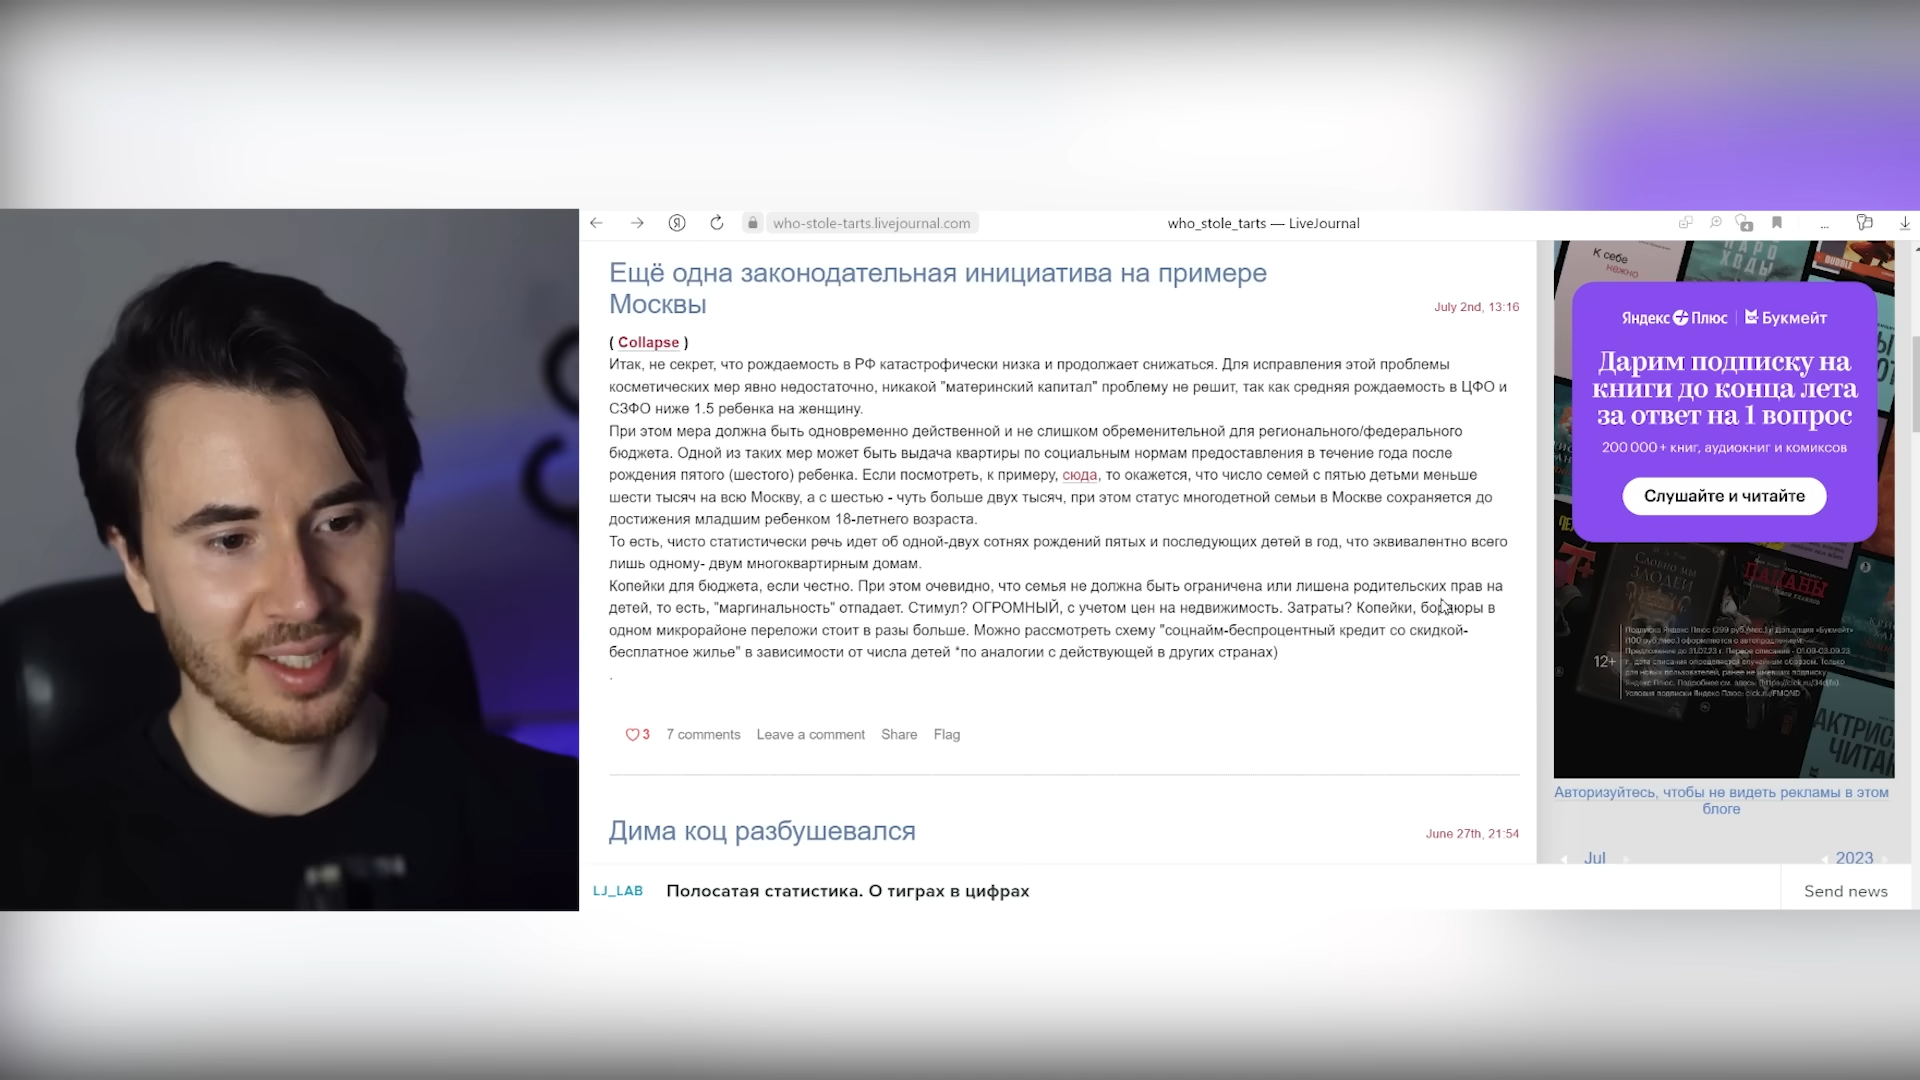 who-stole-tarts.livejournal.com
who_stole_tarts — LiveJournal
Ещё одна законодательная инициатива на примере
Москвы
July 2nd, 13:16
( Collapse )
Итак, не секрет, что рождаемость в РФ катастрофически низка и продолжает снижаться. Для исправления этой проблемы
косметических мер явно недостаточно, никакой "материнский капитал" проблему не решит, так как средняя рождаемость в ЦФО и
СЗФО ниже 1.5 ребенка на женщину.
При этом мера должна быть одновременно действенной и не слишком обременительной для регионального/федерального
бюджета. Одной из таких мер может быть выдача квартиры по социальным нормам предоставления в течение года после
рождения пятого (шестого) ребенка. Если посмотреть, к примеру, сюда, то окажется, что число семей с пятью детьми меньше
шести тысяч на всю Москву, а с шестью - чуть больше двух тысяч, при этом статус многодетной семьи в Москве сохраняется до
достижения младшим ребенком 18-летнего возраста.
То есть, чисто статистически речь идет об одной-двух сотнях рождений пятых и последующих детей в год, что эквивалентно всего
лишь одному- двум многоквартирным домам.
Копейки для бюджета, если честно. При этом очевидно, что семья не должна быть ограничена или лишена родительских прав на
детей, то есть, "маргинальность" отпадает. Стимул? ОГРОМНЫЙ, с учетом цен на недвижимость. Затраты? Копейки, бордюры в
одном микрорайоне переложи стоит в разы больше. Можно рассмотреть схему "соцнайм-беспроцентный кредит со скидкой-
бесплатное жилье" в зависимости от числа детей *по аналогии с действующей в других странах)
.
3 7 comments Leave a comment Share Flag
Дима коц разбушевался
June 27th, 21:54
LJ_LAB Полосатая статистика. О тиграх в цифрах
Send news
К себе
нежно
ПАРО
ХОДЫ
BUBBLE
Яндекс Плюс | Букмейт
Дарим подписку на
книги до конца лета
за ответ на 1 вопрос
200 000 + книг, аудиокниг и комиксов
Слушайте и читайте
СЛОВНО МЫ
ЗЛОДЕИ
ПАЦАНЫ
12+
АКТРИС
ЧИТАЮ
Авторизуйтесь, чтобы не видеть рекламы в этом
блоге
Jul 2023